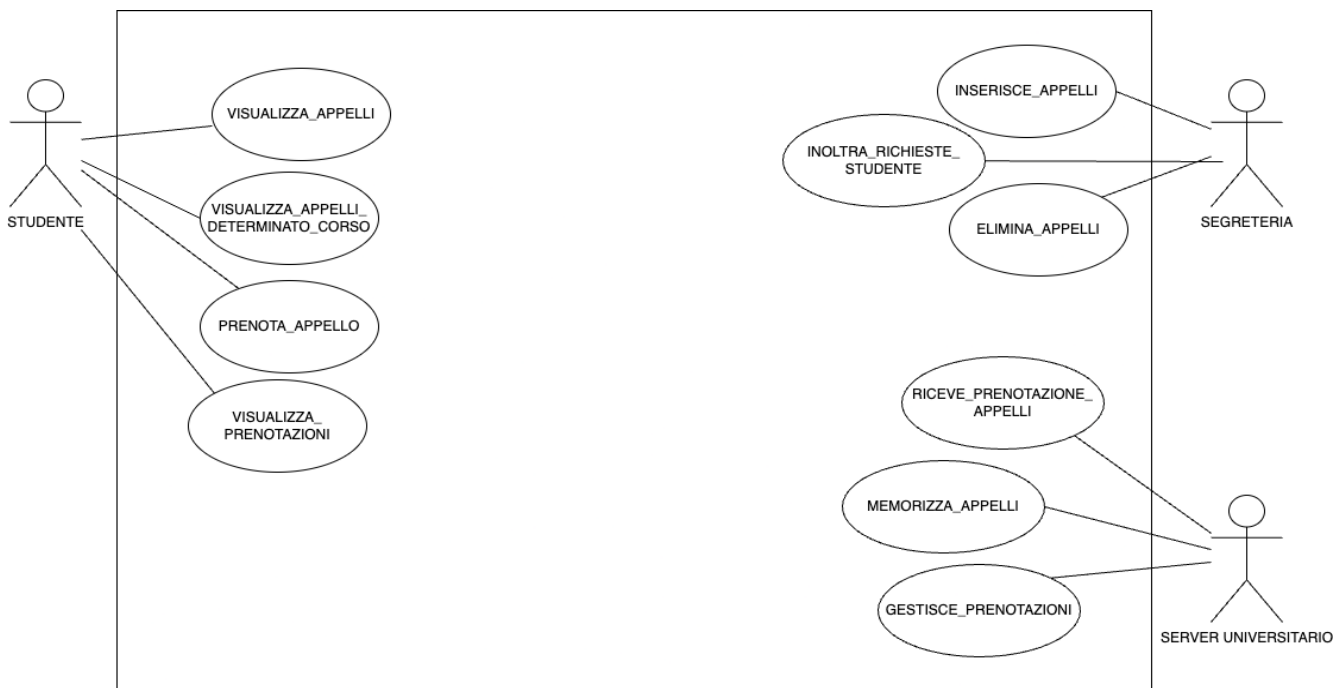 STUDENTE
VISUALIZZA_APPELLI
VISUALIZZA_APPELLI_
DETERMINATO_CORSO
PRENOTA_APPELLO
VISUALIZZA_
PRENOTAZIONI
INSERISCE_APPELLI
INOLTRA_RICHIESTE_
STUDENTE
ELIMINA_APPELLI
SEGRETERIA
RICEVE_PRENOTAZIONE_
APPELLI
MEMORIZZA_APPELLI
GESTISCE_PRENOTAZIONI
SERVER UNIVERSITARIO